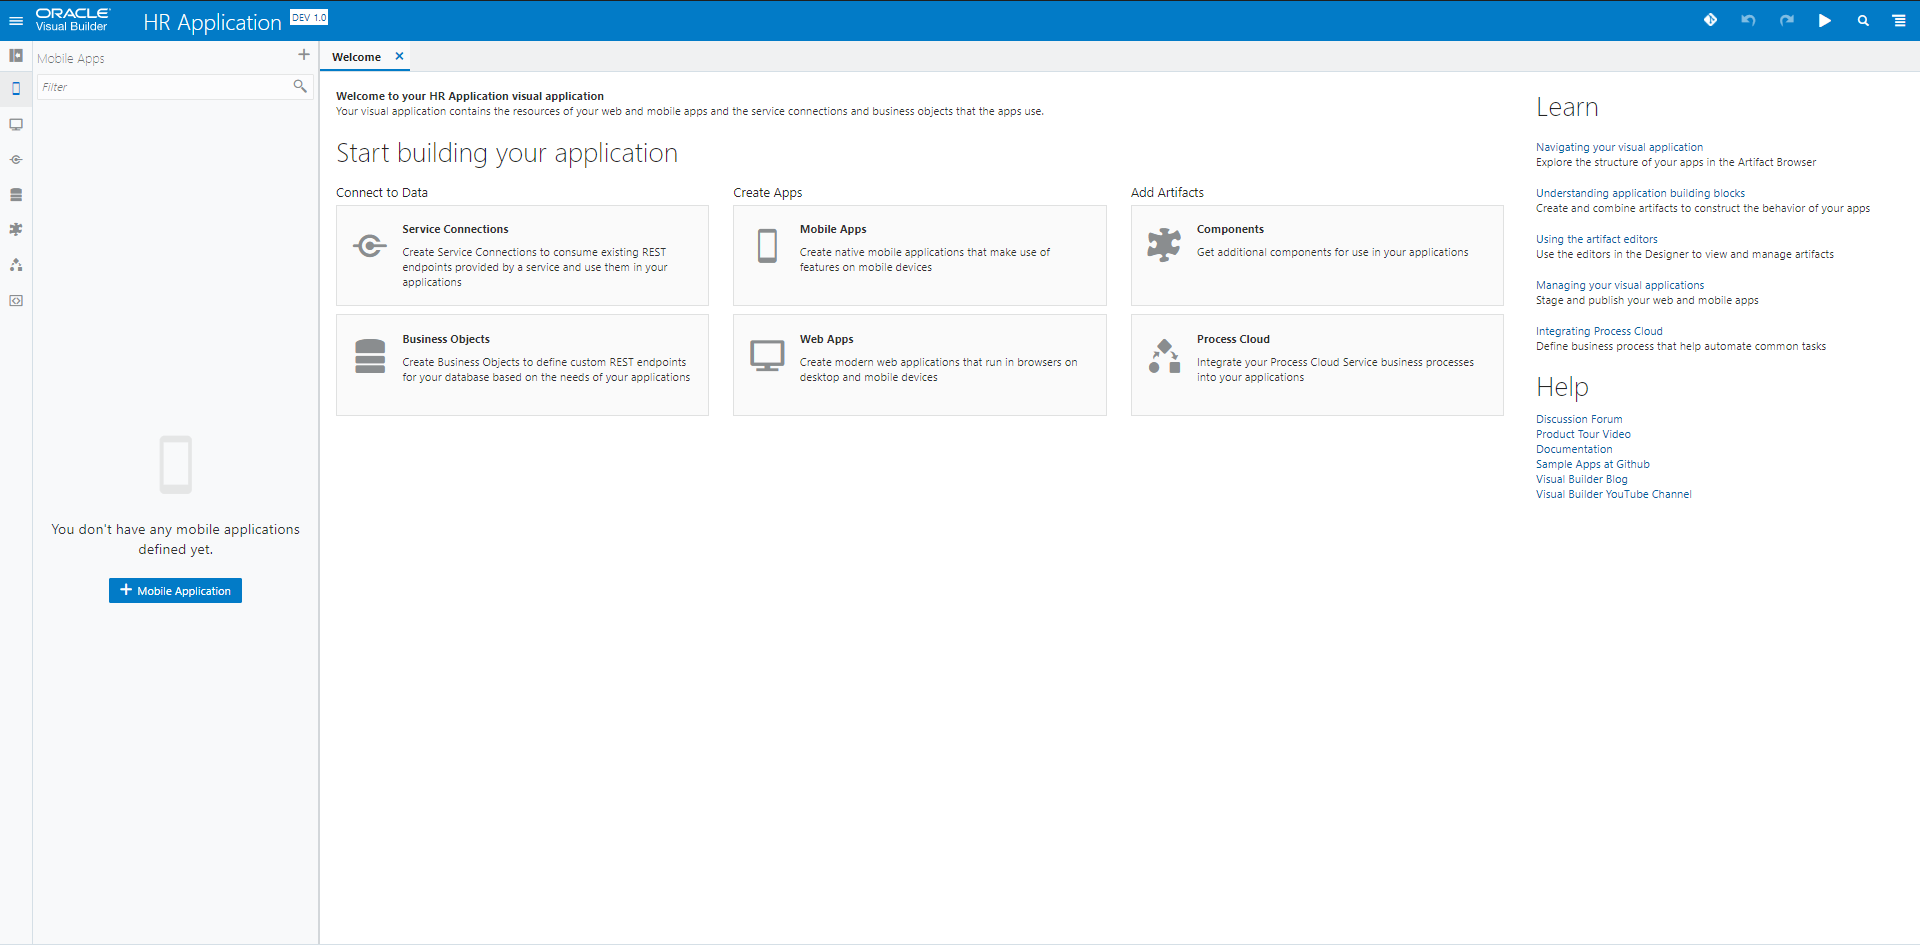 ORACLE
Visual Builder
HR Application
DEV 1.0
Mobile Apps
Filter
You don't have any mobile applications
defined yet.
Mobile Application
Welcome
Welcome to your HR Application visual application
Your visual application contains the resources of your web and mobile apps and the service connections and business objects that the apps use.
Start building your application
Connect to Data
Service Connections
Create Service Connections to consume existing REST
endpoints provided by a service and use them in your
applications
Business Objects
Create Business Objects to define custom REST endpoints
for your database based on the needs of your applications
Create Apps
Mobile Apps
Create native mobile applications that make use of
features on mobile devices
Web Apps
Create modern web applications that run in browsers on
desktop and mobile devices
Add Artifacts
Components
Get additional components for use in your applications
Process Cloud
Integrate your Process Cloud Service business processes
into your applications
Learn
Navigating your visual application
Explore the structure of your apps in the Artifact Browser
Understanding application building blocks
Create and combine artifacts to construct the behavior of your apps
Using the artifact editors
Use the editors in the Designer to view and manage artifacts
Managing your visual applications
Stage and publish your web and mobile apps
Integrating Process Cloud
Define business process that help automate common tasks
Help
Discussion Forum
Product Tour Video
Documentation
Sample Apps at Github
Visual Builder Blog
Visual Builder YouTube Channel